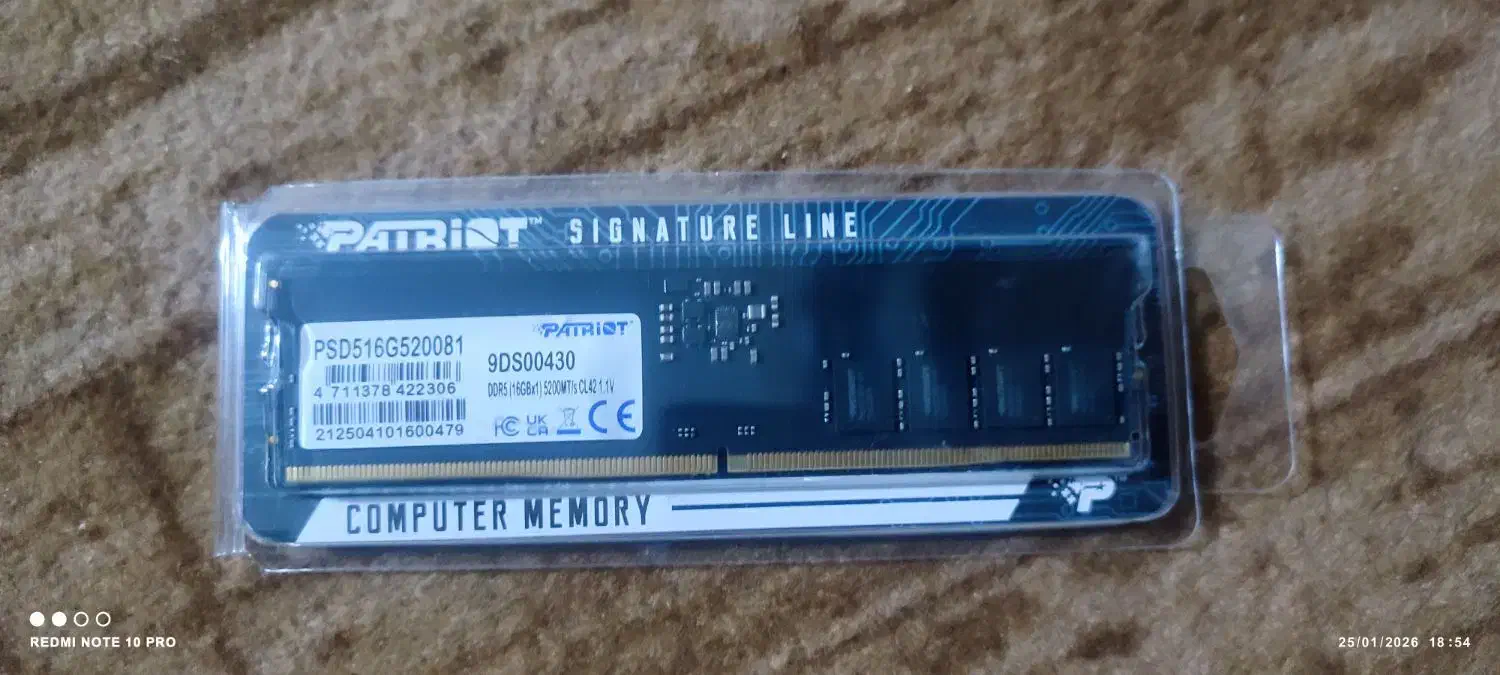 PATRiOT™ SIGNATURE LINE
PATRiOT
PSD516G520081
9DS00430
4 711378 422306
DDR5 (16GBx1) 5200MT/s CL42 1.1V
212504101600479
FC UK CA CE
COMPUTER MEMORY
P
REDMI NOTE 10 PRO
25/01/2026 18:54